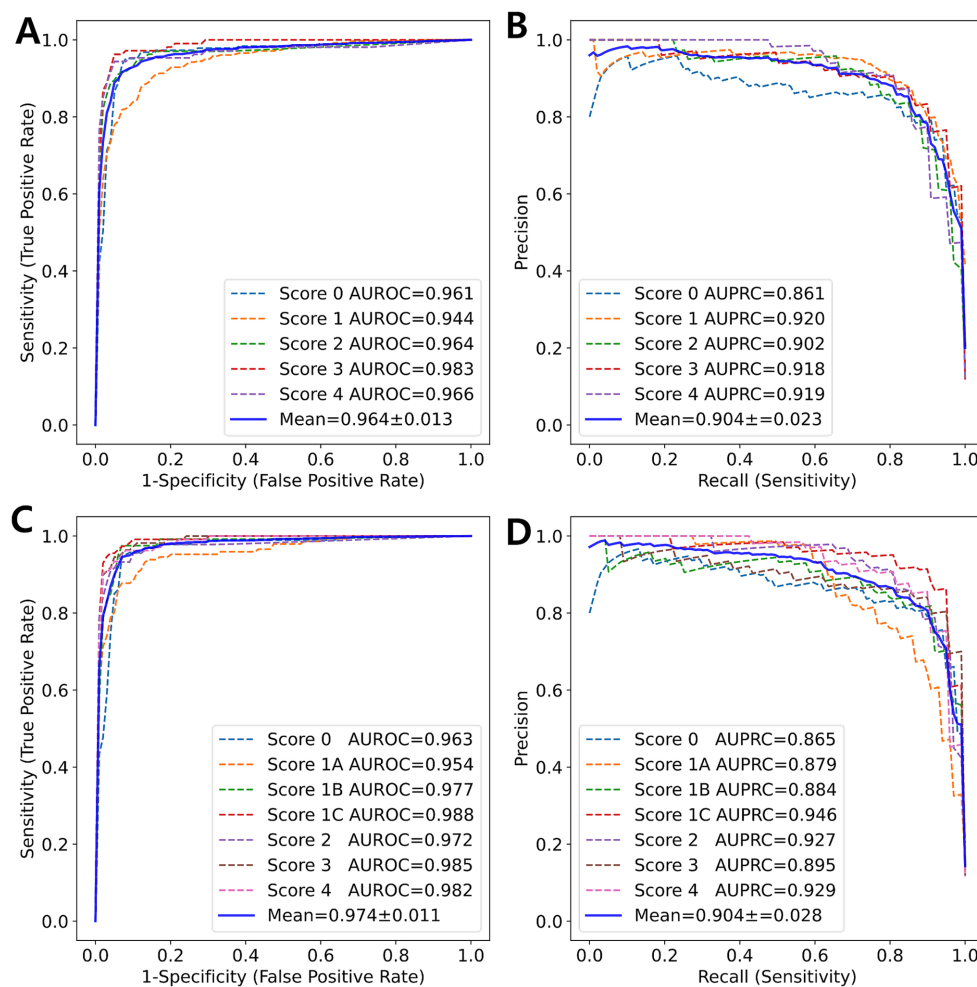 A
1.0
0.8
0.6
0.4
0.2
0.0
Sensitivity (True Positive Rate)
Score 0 AUROC=0.961
Score 1 AUROC=0.944
Score 2 AUROC=0.964
Score 3 AUROC=0.983
Score 4 AUROC=0.966
Mean=0.964±0.013
0.0 0.2 0.4 0.6 0.8 1.0
1-Specificity (False Positive Rate)
B
1.0
0.8
0.6
0.4
0.2
0.0
Precision
Score 0 AUPRC=0.861
Score 1 AUPRC=0.920
Score 2 AUPRC=0.902
Score 3 AUPRC=0.918
Score 4 AUPRC=0.919
Mean=0.904±=0.023
0.0 0.2 0.4 0.6 0.8 1.0
Recall (Sensitivity)
C
1.0
0.8
0.6
0.4
0.2
0.0
Sensitivity (True Positive Rate)
Score 0 AUROC=0.963
Score 1A AUROC=0.954
Score 1B AUROC=0.977
Score 1C AUROC=0.988
Score 2 AUROC=0.972
Score 3 AUROC=0.985
Score 4 AUROC=0.982
Mean=0.974±0.011
0.0 0.2 0.4 0.6 0.8 1.0
1-Specificity (False Positive Rate)
D
1.0
0.8
0.6
0.4
0.2
0.0
Precision
Score 0 AUPRC=0.865
Score 1A AUPRC=0.879
Score 1B AUPRC=0.884
Score 1C AUPRC=0.946
Score 2 AUPRC=0.927
Score 3 AUPRC=0.895
Score 4 AUPRC=0.929
Mean=0.904±=0.028
0.0 0.2 0.4 0.6 0.8 1.0
Recall (Sensitivity)